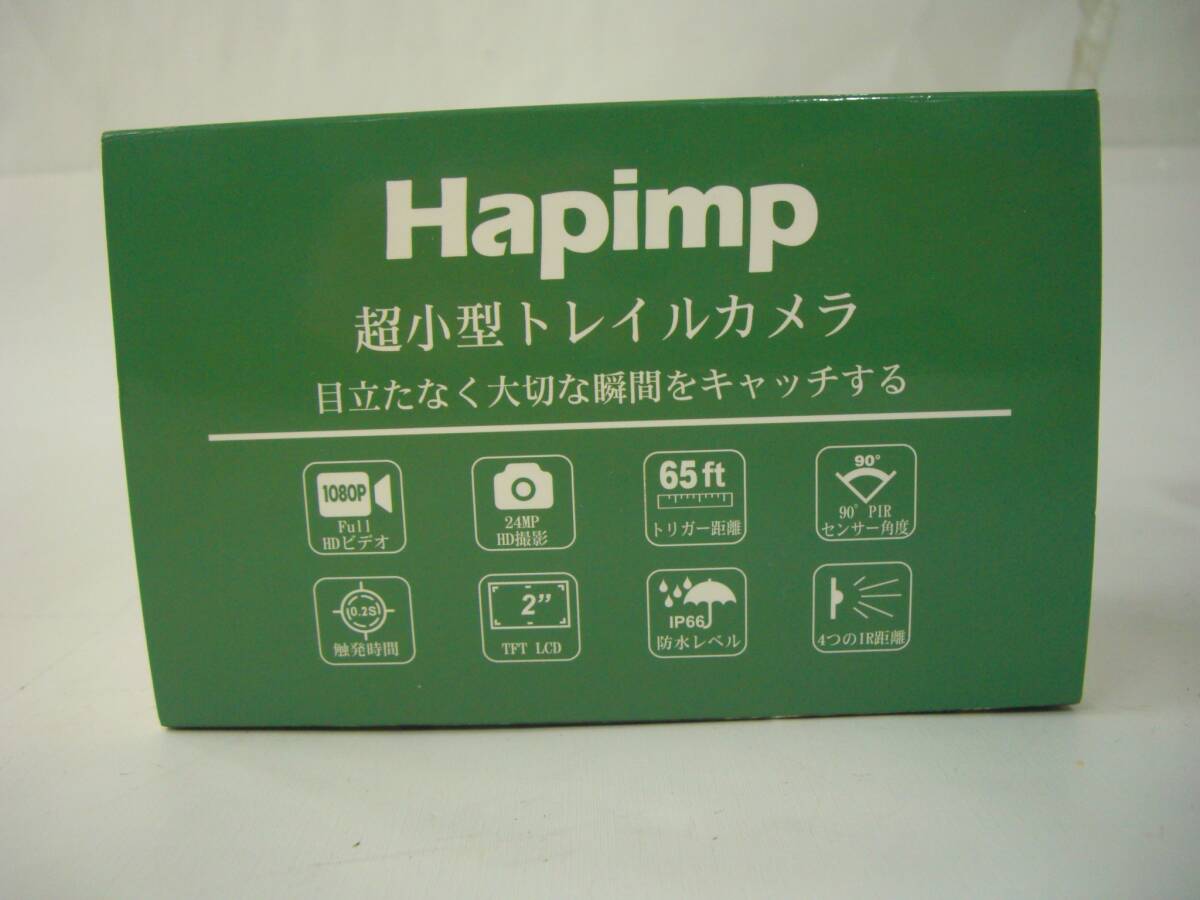 Hapimp
超小型トレイルカメラ
目立たなく大切な瞬間をキャッチする
1080P
Full
HDビデオ
24MP
HD撮影
65ft
トリガー距離
90°
90° PIR
センサー角度
0.2S
触発時間
2”
TFT LCD
IP66
防水レベル
4つのIR距離